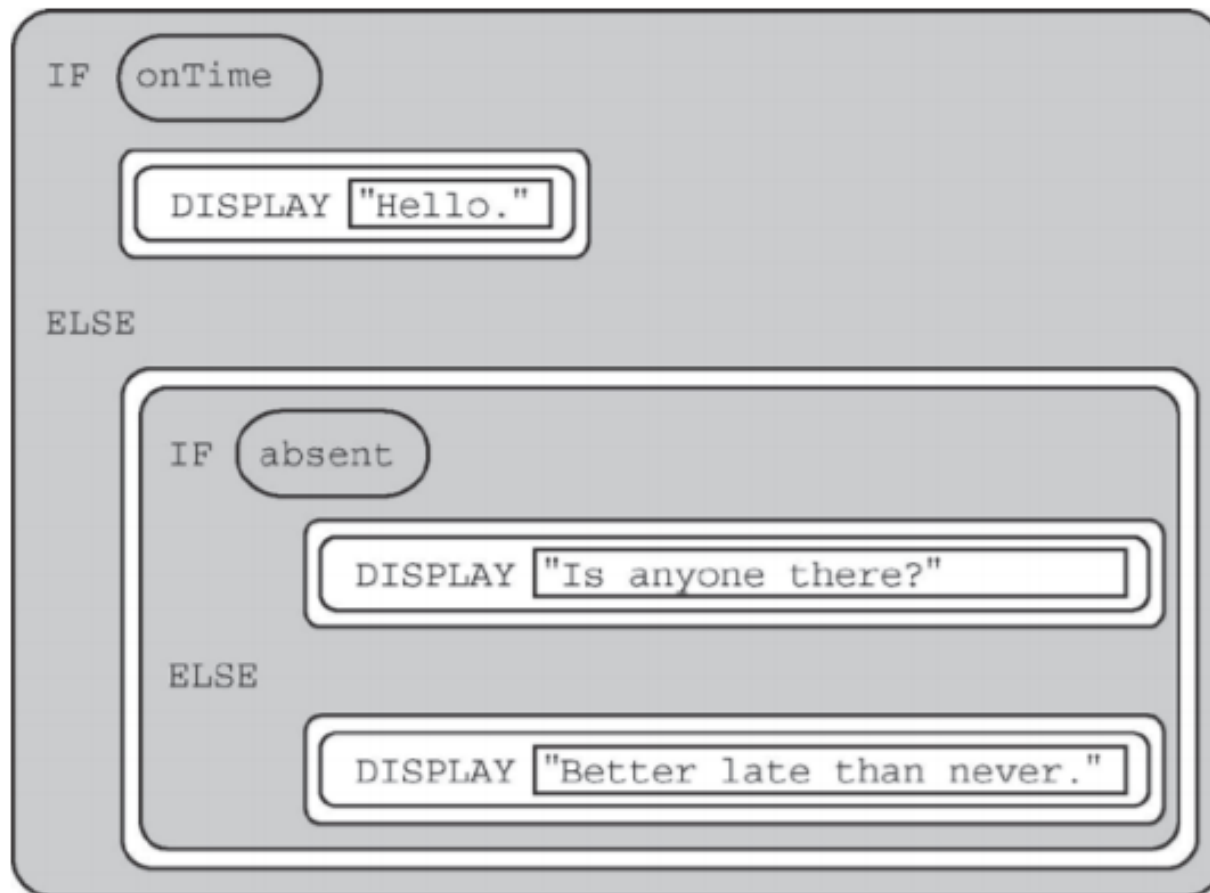 IF onTime
DISPLAY "Hello."
ELSE
IF absent
DISPLAY "Is anyone there?"
ELSE
DISPLAY "Better late than never."